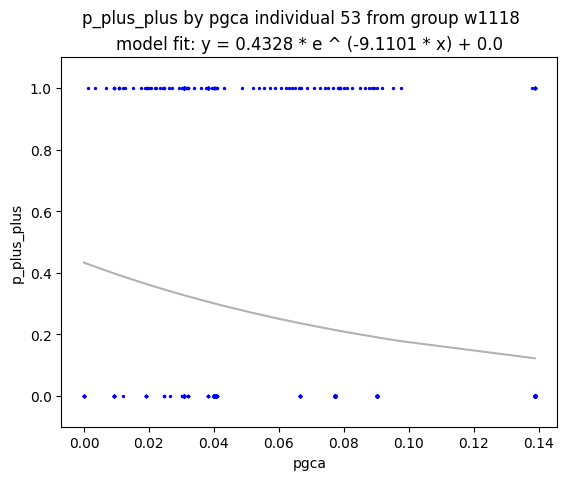 p_plus_plus by pgca individual 53 from group w1118
model fit: y = 0.4328 * e ^ (-9.1101 * x) + 0.0
1.0
0.8
0.6
0.4
0.2
0.0
p_plus_plus
0.00 0.02 0.04 0.06 0.08 0.10 0.12 0.14
pgca